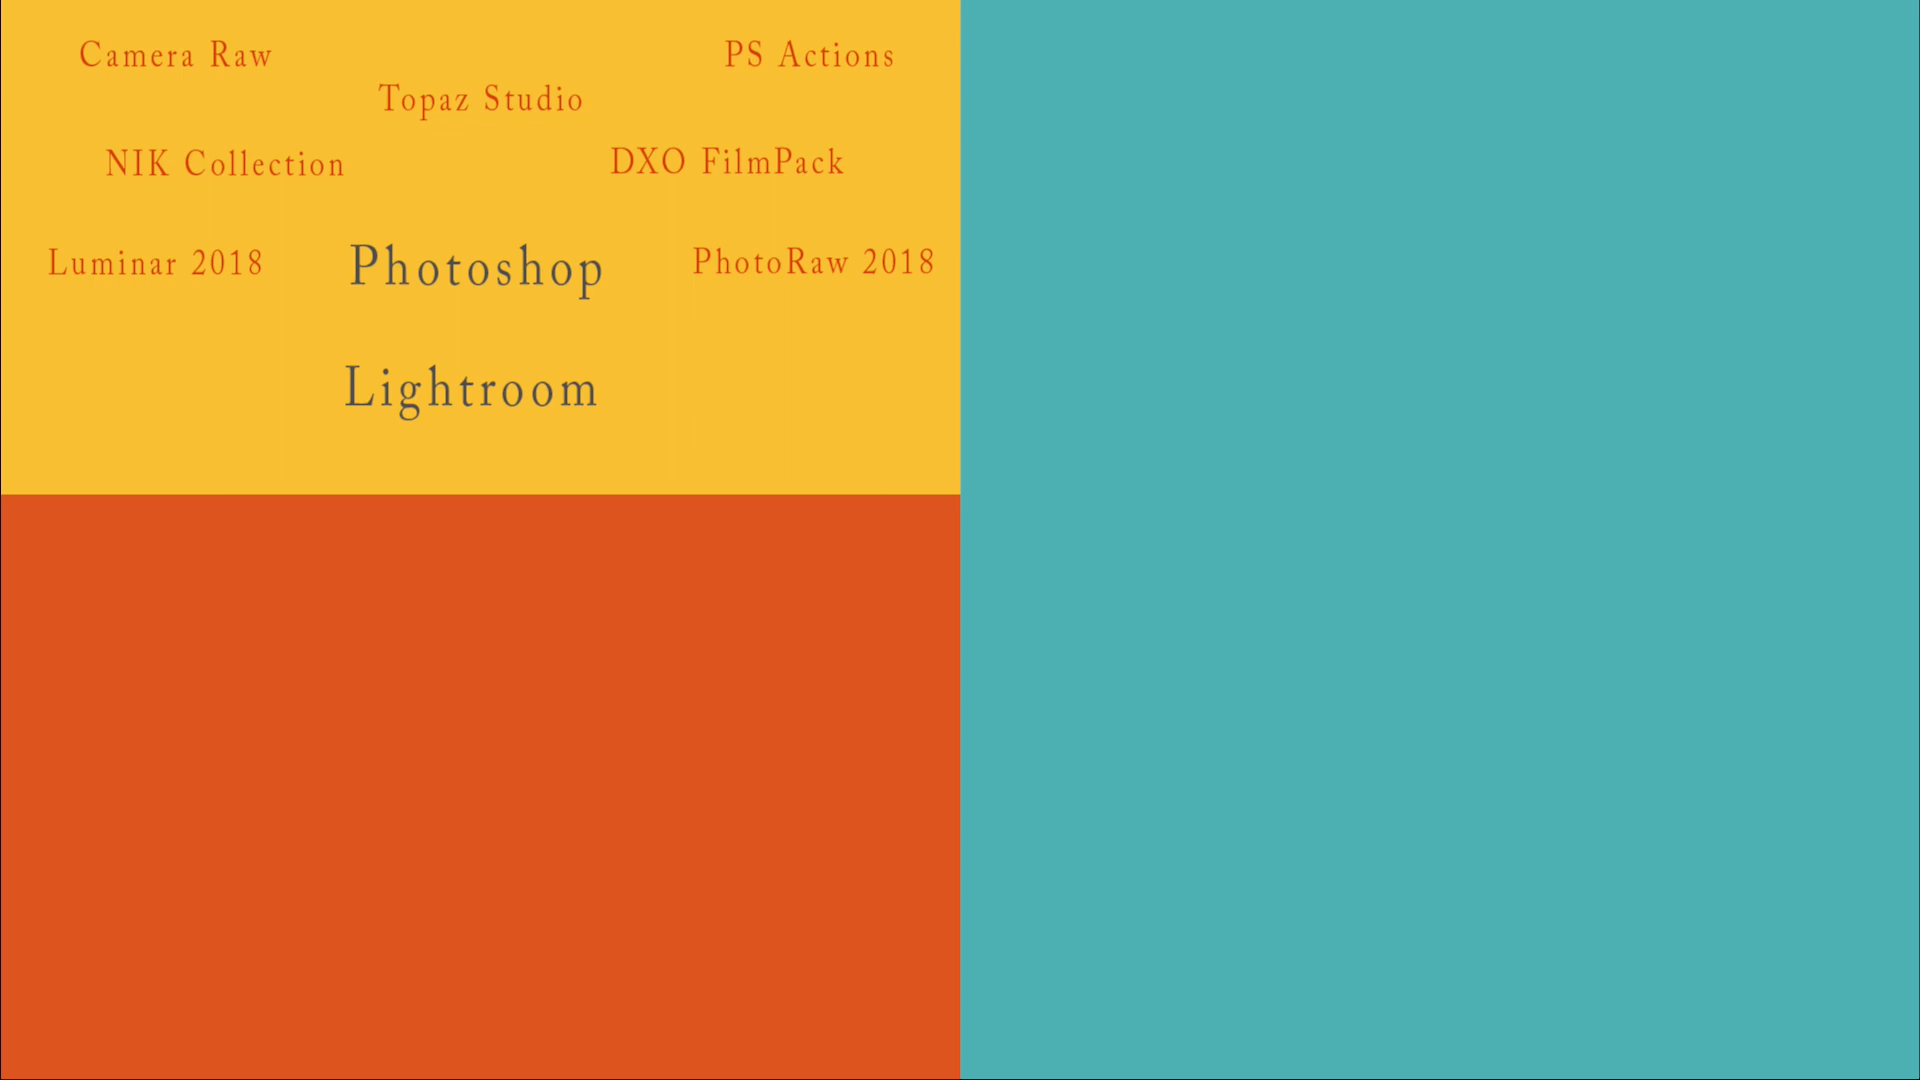 Camera Raw
PS Actions
Topaz Studio
NIK Collection
DXO FilmPack
Luminar 2018
Photoshop
PhotoRaw 2018
Lightroom